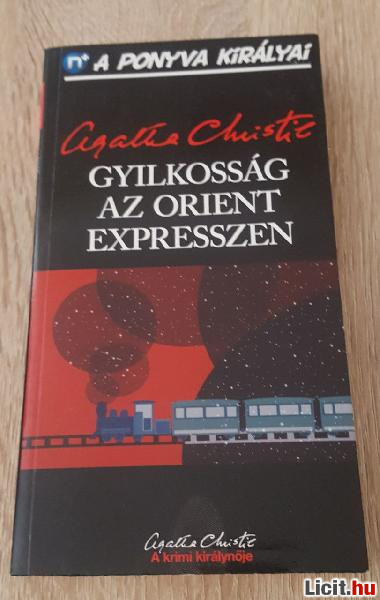 n+ A PONYVA KIRÁLYAI
Agatha Christie
GYILKOSSÁG
AZ ORIENT
EXPRESSZEN
Agatha Christie
A krimi királynője
Licit.hu